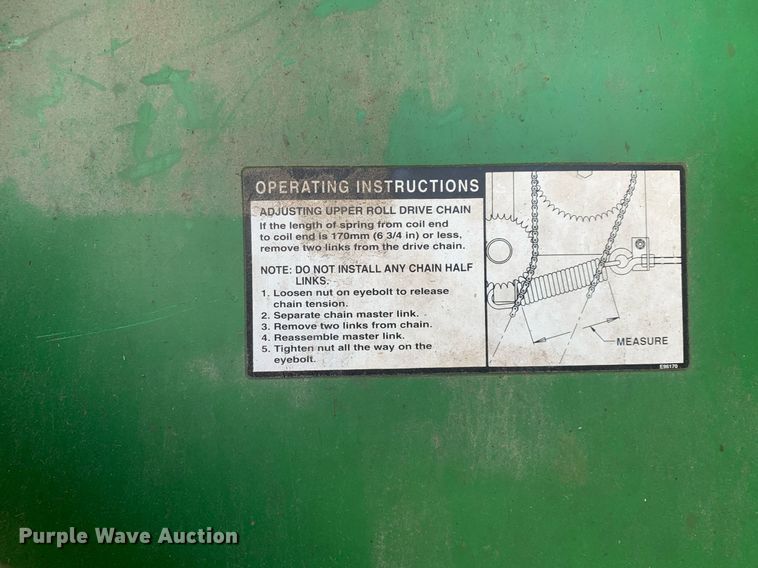 OPERATING INSTRUCTIONS
ADJUSTING UPPER ROLL DRIVE CHAIN
If the length of spring from coil end
to coil end is 170mm (6 3/4 in) or less,
remove two links from the drive chain.
NOTE: DO NOT INSTALL ANY CHAIN HALF
LINKS.
1. Loosen nut on eyebolt to release
chain tension.
2. Separate chain master link.
3. Remove two links from chain.
4. Reassemble master link.
5. Tighten nut all the way on the
eyebolt.
MEASURE
E96170
Purple Wave Auction